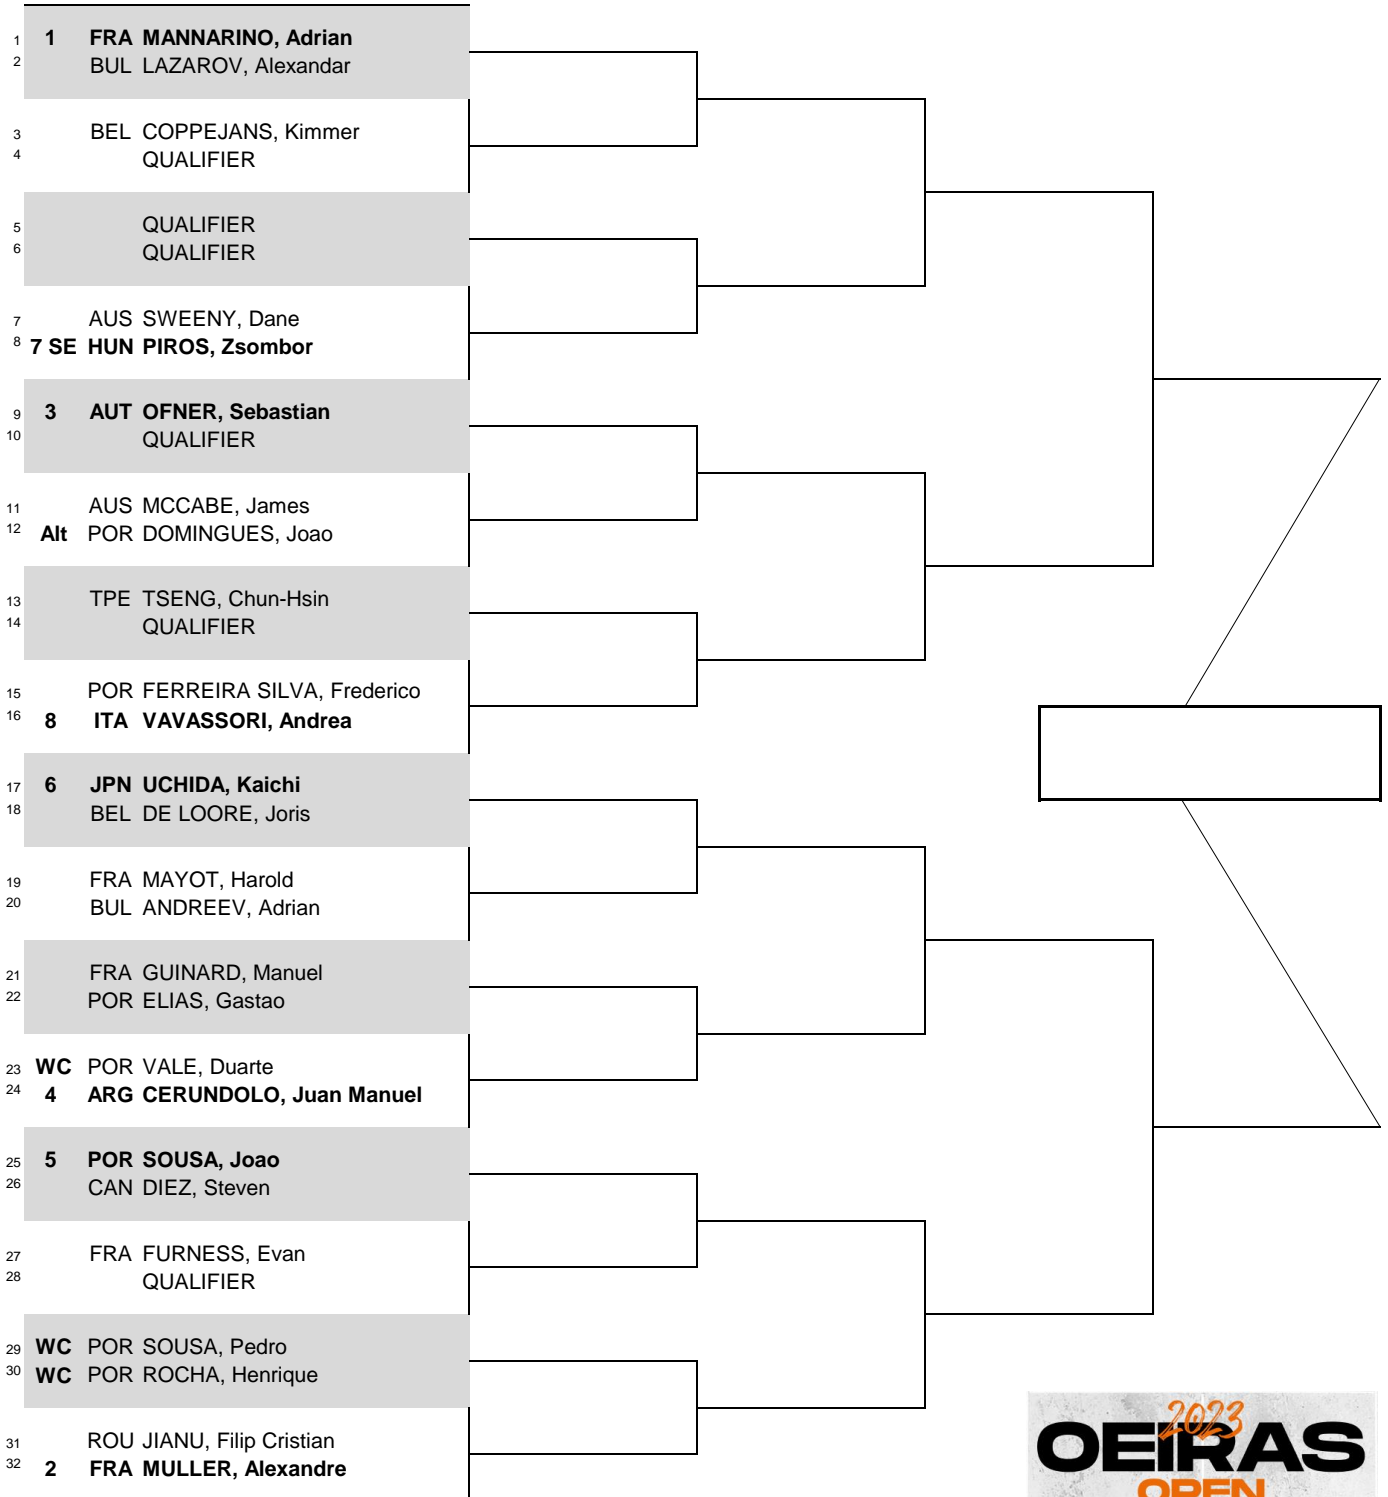 1 1 FRA MANNARINO, Adrian
2 BUL LAZAROV, Alexandar
3 BEL COPPEJANS, Kimmer
4 QUALIFIER
5 QUALIFIER
6 QUALIFIER
7 AUS SWEENY, Dane
8 7 SE HUN PIROS, Zsombor
9 3 AUT OFNER, Sebastian
10 QUALIFIER
11 AUS MCCABE, James
12 Alt POR DOMINGUES, Joao
13 TPE TSENG, Chun-Hsin
14 QUALIFIER
15 POR FERREIRA SILVA, Frederico
16 8 ITA VAVASSORI, Andrea
17 6 JPN UCHIDA, Kaichi
18 BEL DE LOORE, Joris
19 FRA MAYOT, Harold
20 BUL ANDREEV, Adrian
21 FRA GUINARD, Manuel
22 POR ELIAS, Gastao
23 WC POR VALE, Duarte
24 4 ARG CERUNDOLO, Juan Manuel
25 5 POR SOUSA, Joao
26 CAN DIEZ, Steven
27 FRA FURNESS, Evan
28 QUALIFIER
29 WC POR SOUSA, Pedro
30 WC POR ROCHA, Henrique
31 ROU JIANU, Filip Cristian
32 2 FRA MULLER, Alexandre
2023
OEIRAS
OPEN